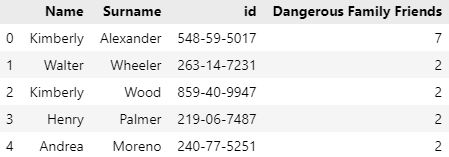 Name Surname id Dangerous Family Friends
0 Kimberly Alexander 548-59-5017 7
1 Walter Wheeler 263-14-7231 2
2 Kimberly Wood 859-40-9947 2
3 Henry Palmer 219-06-7487 2
4 Andrea Moreno 240-77-5251 2